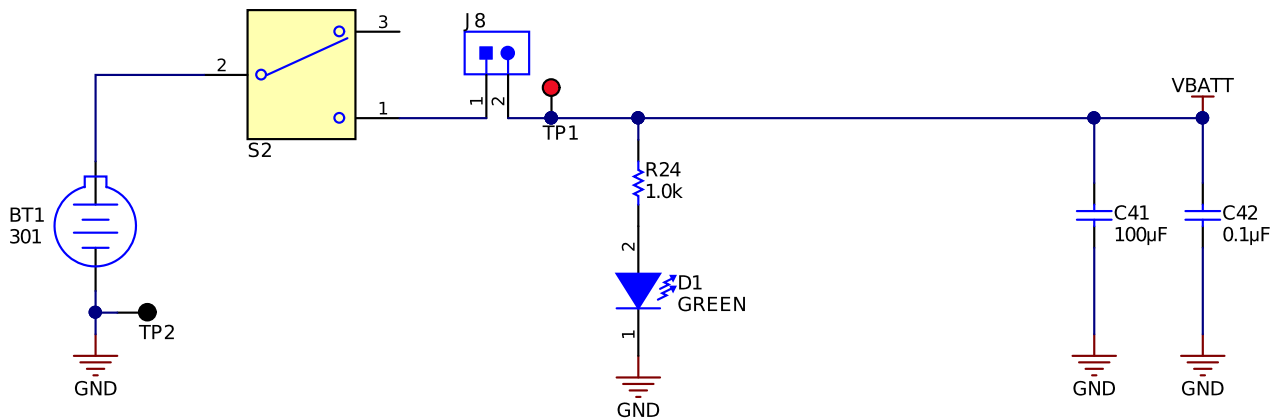 J8
3
2
VBATT
1
1
2
TP1
S2
R24
1.0k
BT1
301
C41
100µF
C42
0.1µF
2
D1
GREEN
TP2
1
GND
GND
GND
GND